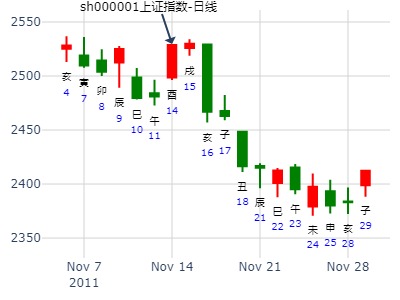 sh000001上证指数-日线
2550
2500
2450
2400
2350
亥
4
寅
7
卯
8
辰
9
巳
10
午
11
酉
14
戌
15
亥
16
子
17
丑
18
辰
21
巳
22
午
23
未
24
申
25
亥
28
子
29
Nov 7
2011
Nov 14
Nov 21
Nov 28